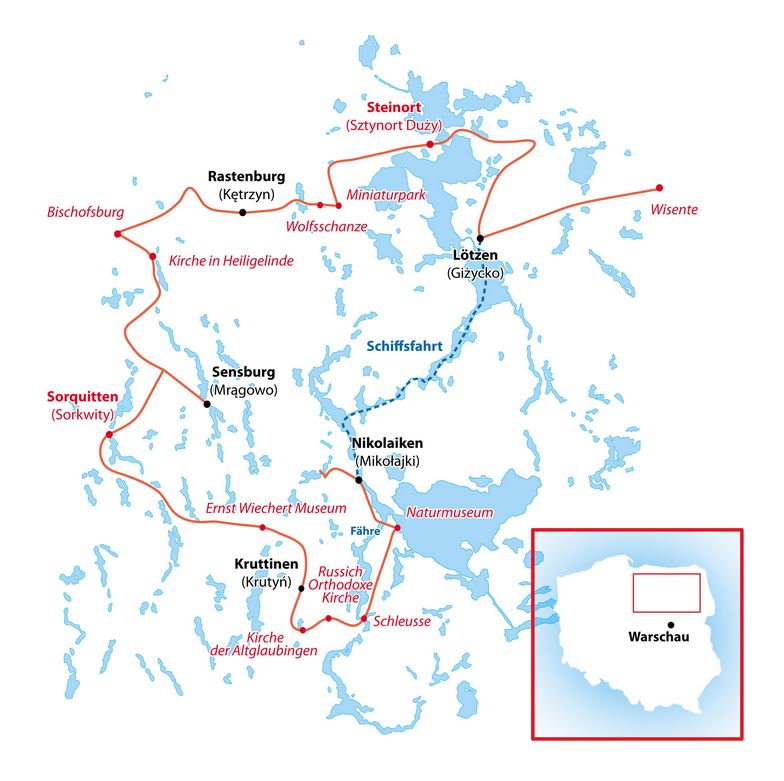 Steinort
(Sztynort Duży)
Rastenburg
(Kętrzyn)
Miniaturpark
Wolfsschanze
Bischofsburg
Wisente
Kirche in Heiligelinde
Lötzen
(Giżycko)
Schiffsfahrt
Sensburg
(Mrągowo)
Sorquitten
(Sorkwity)
Nikolaiken
(Mikołajki)
Ernst Wiechert Museum
Naturmuseum
Fähre
Kruttinen
(Krutyń)
Russich
Orthodoxe
Kirche
Schleusse
Kirche
der Altglaubingen
Warschau